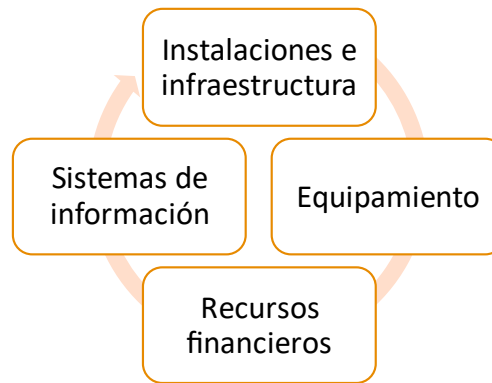 Instalaciones e
infraestructura
Equipamiento
Recursos
financieros
Sistemas de
información